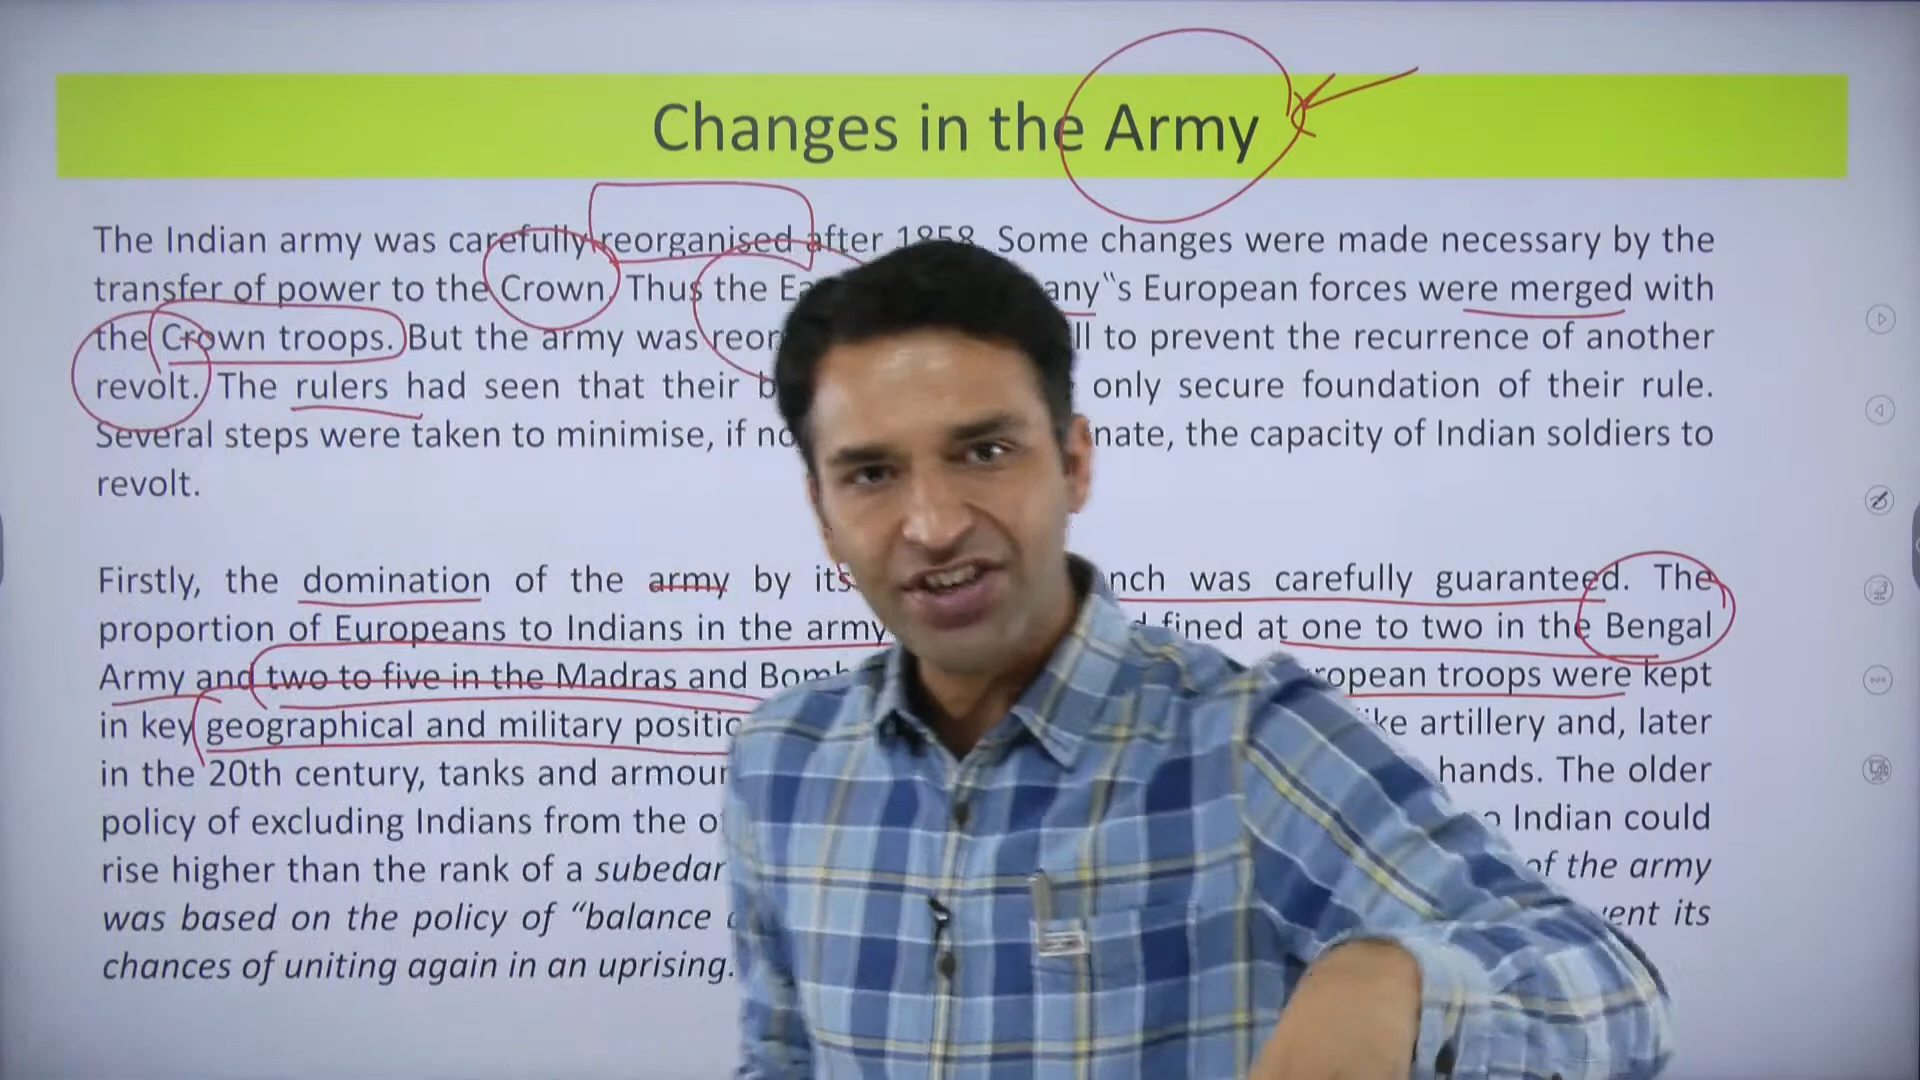 Changes in the Army
The Indian army was carefully reorganised after 1858. Some changes were made necessary by the
transfer of power to the Crown. Thus the Ea any‟s European forces were merged with
the Crown troops. But the army was reor ll to prevent the recurrence of another
revolt. The rulers had seen that their b only secure foundation of their rule.
Several steps were taken to minimise, if no nate, the capacity of Indian soldiers to
revolt.
Firstly, the domination of the army by its nch was carefully guaranteed. The
proportion of Europeans to Indians in the army d fined at one to two in the Bengal
Army and two to five in the Madras and Bomb ropean troops were kept
in key geographical and military positio ke artillery and, later
in the 20th century, tanks and armour hands. The older
policy of excluding Indians from the o o Indian could
rise higher than the rank of a subedar of the army
was based on the policy of “balance vent its
chances of uniting again in an uprising.